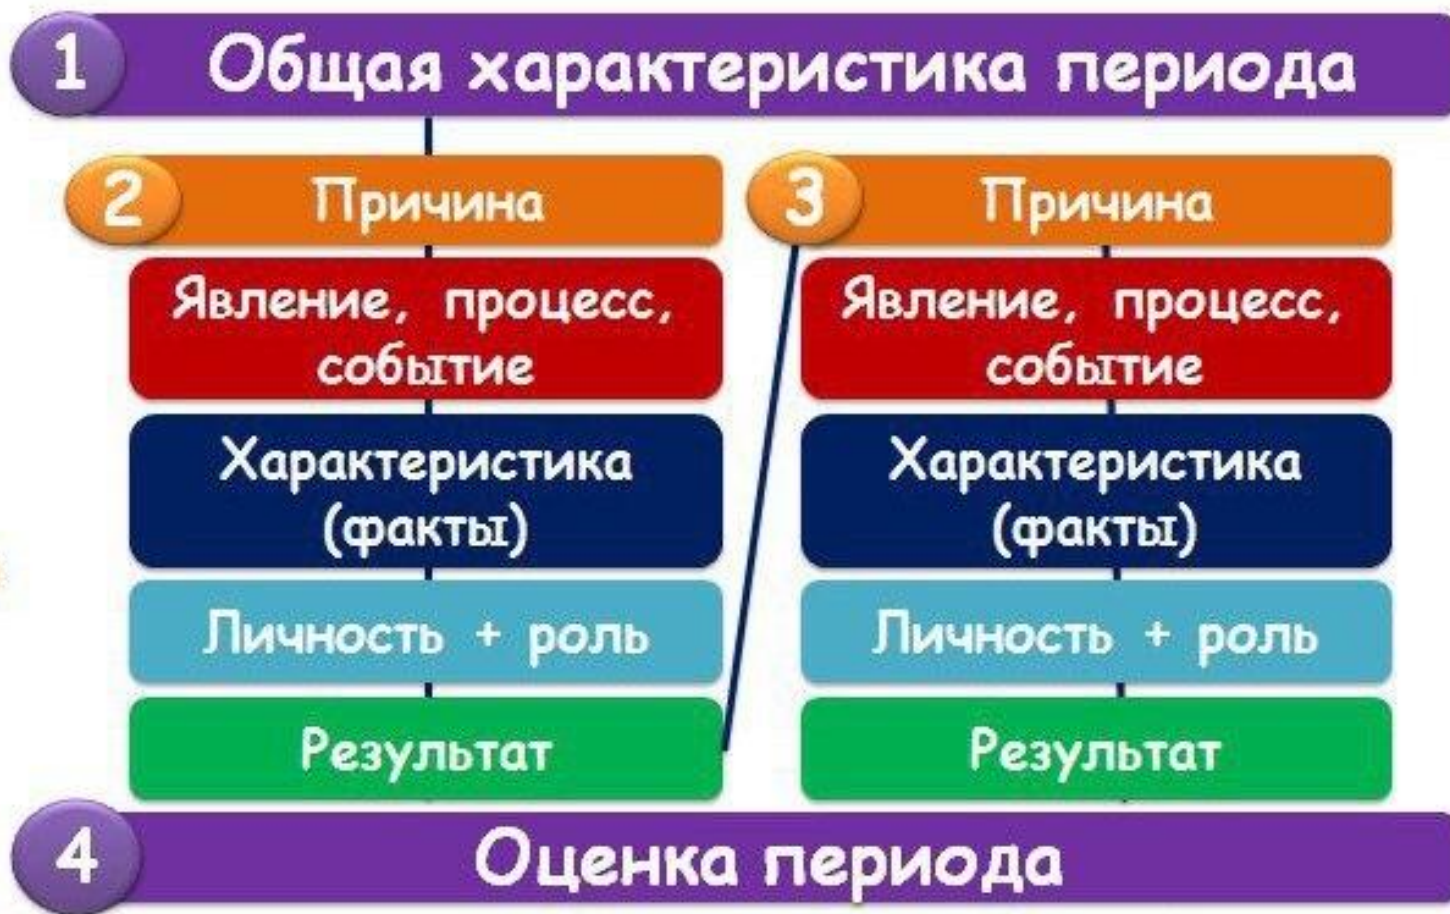 1
Общая характеристика периода
2
Причина
Явление, процесс,
событие
Характеристика
(факты)
Личность + роль
Результат
3
Причина
Явление, процесс,
событие
Характеристика
(факты)
Личность + роль
Результат
4
Оценка периода